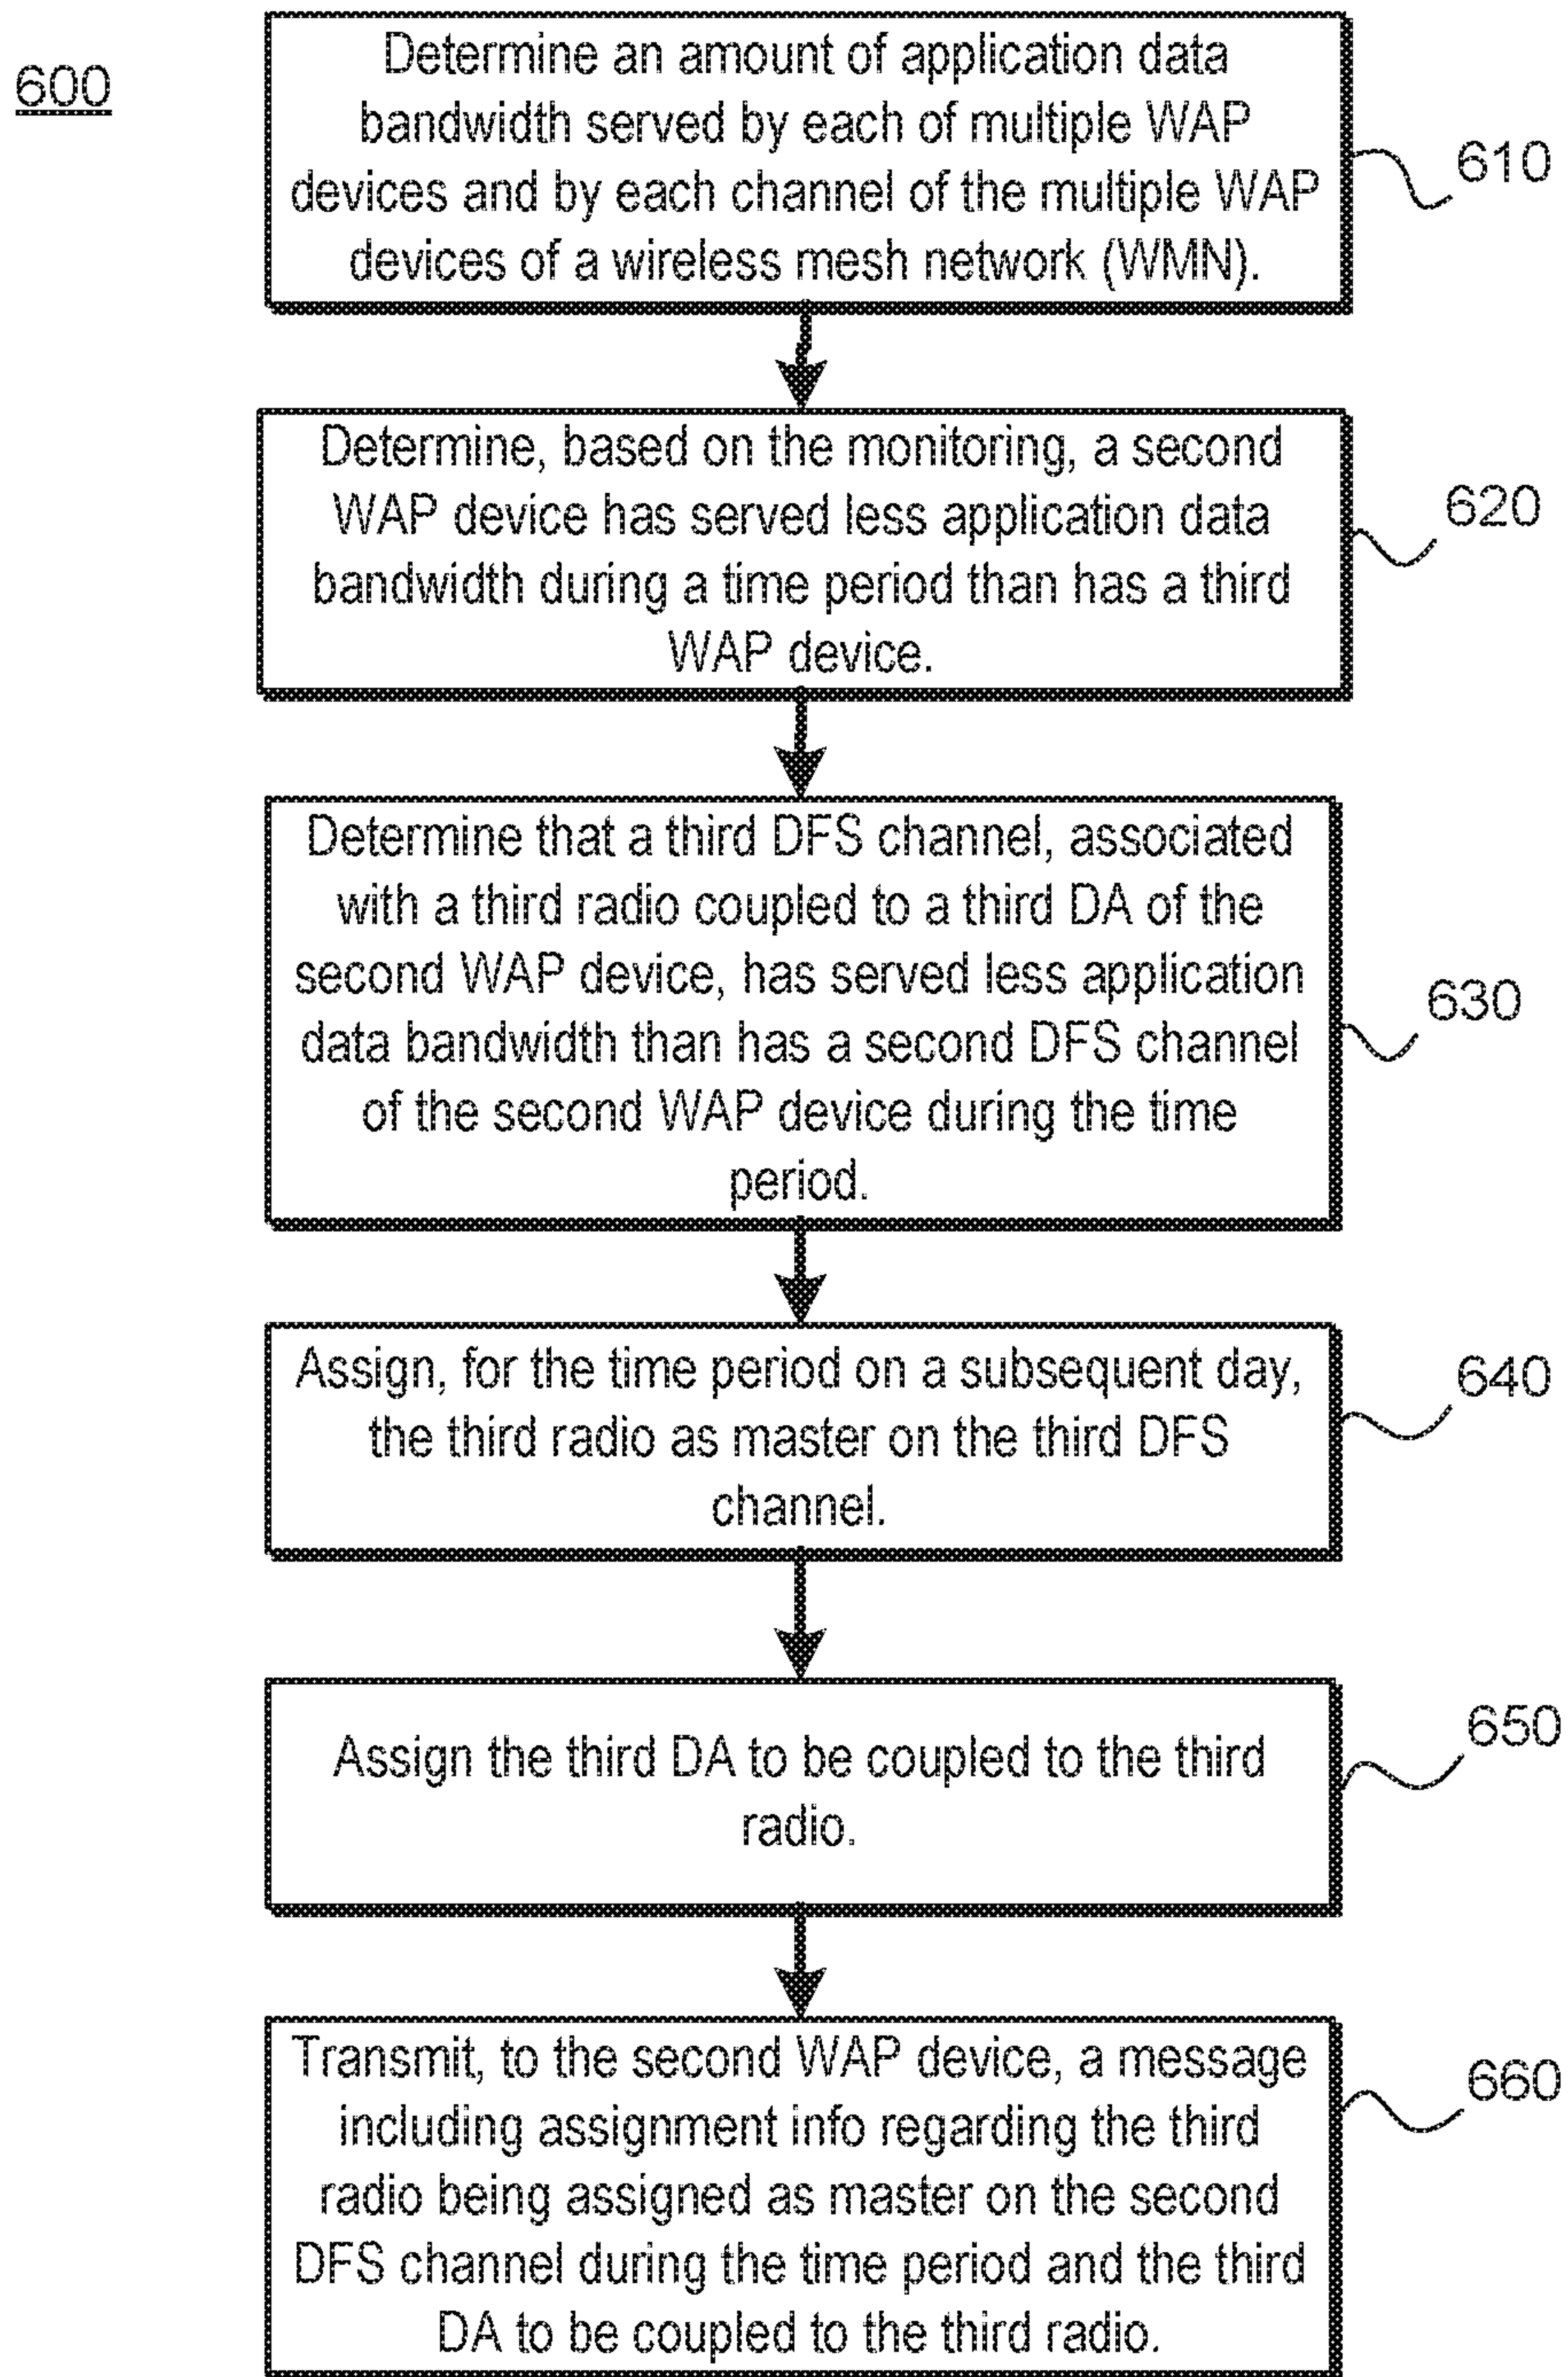 600
Determine an amount of application data
bandwidth served by each of multiple WAP
devices and by each channel of the multiple WAP
devices of a wireless mesh network (WMN).
610
Determine, based on the monitoring, a second
WAP device has served less application data
bandwidth during a time period than has a third
WAP device.
620
Determine that a third DFS channel, associated
with a third radio coupled to a third DA of the
second WAP device, has served less application
data bandwidth than has a second DFS channel
of the second WAP device during the time
period.
630
Assign, for the time period on a subsequent day,
the third radio as master on the third DFS
channel.
640
Assign the third DA to be coupled to the third
radio.
650
Transmit, to the second WAP device, a message
including assignment info regarding the third
radio being assigned as master on the second
DFS channel during the time period and the third
DA to be coupled to the third radio.
660